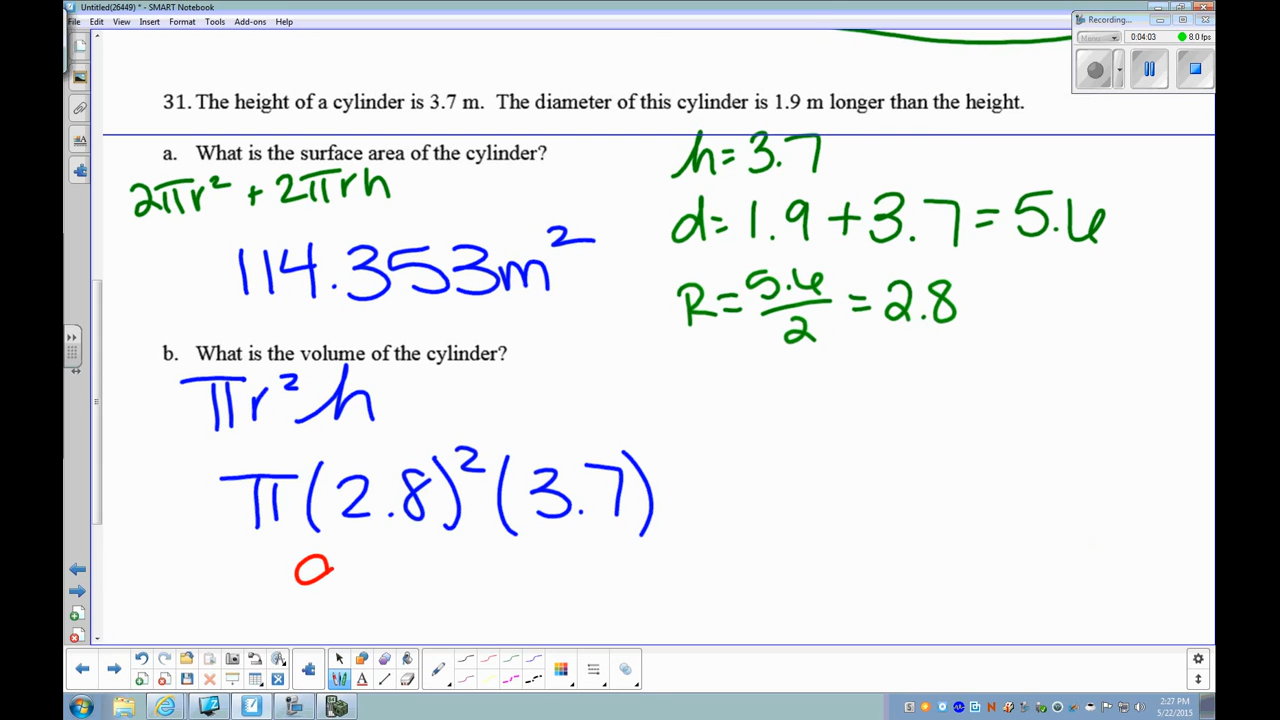 Untitled(26449) * - SMART Notebook
File Edit View Insert Format Tools Add-ons Help
Recording...
Menu
0:04:03 8.0 fps
31. The height of a cylinder is 3.7 m. The diameter of this cylinder is 1.9 m longer than the height.
a. What is the surface area of the cylinder?
2πr² + 2πrh
h=3.7
d=1.9+3.7=5.6
114.353m²
R=5.6/2=2.8
b. What is the volume of the cylinder?
πr²h
π(2.8)²(3.7)
2:27 PM
5/22/2015